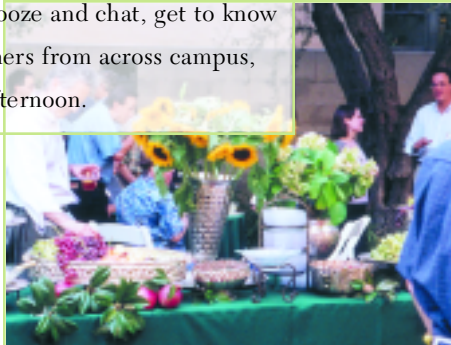 ooze and chat, get to know
ers from across campus,
ternoon.